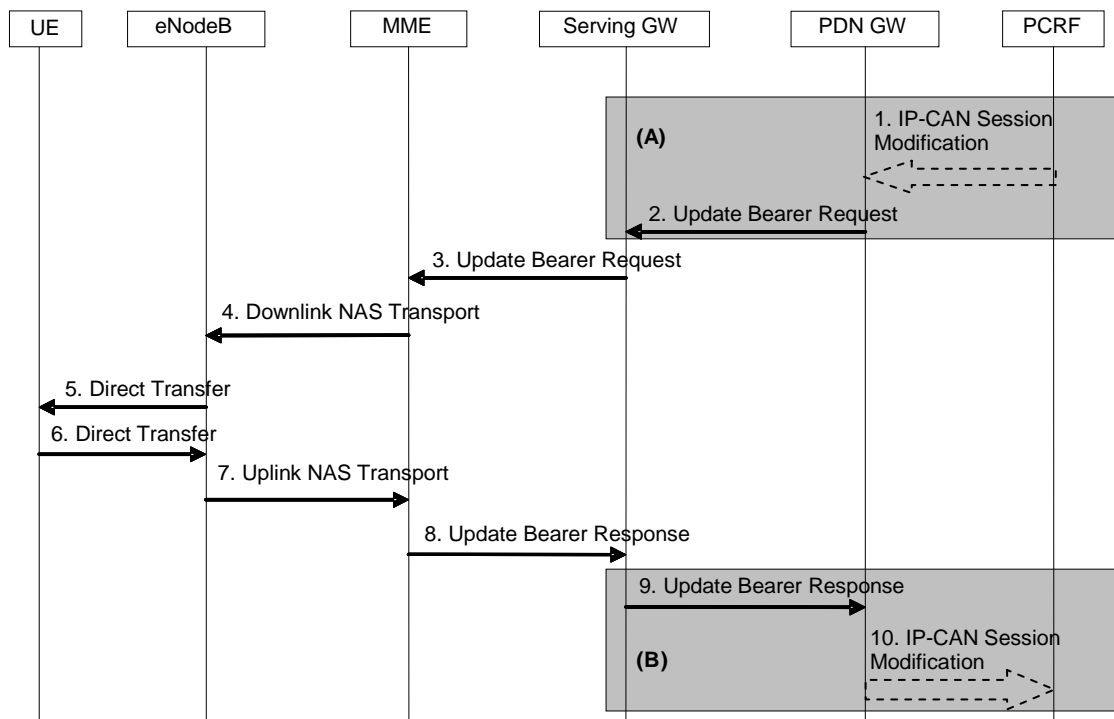 UE
eNodeB
MME
Serving GW
PDN GW
PCRF
(A)
1. IP-CAN Session
Modification
2. Update Bearer Request
3. Update Bearer Request
4. Downlink NAS Transport
5. Direct Transfer
6. Direct Transfer
7. Uplink NAS Transport
8. Update Bearer Response
9. Update Bearer Response
(B)
10. IP-CAN Session
Modification